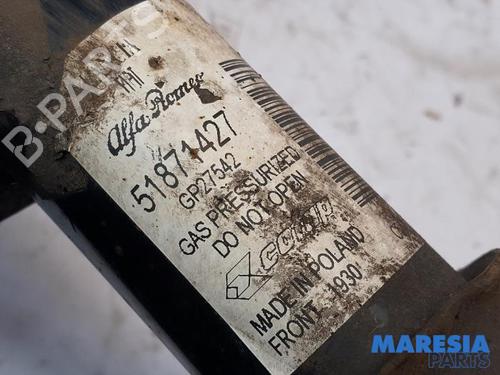 Alfa Romeo
51871427
GP27542
GAS PRESSURIZED
DO NOT OPEN
MADE IN POLAND
FRONT 1930
B-PARTS
MARESIA
PARTS